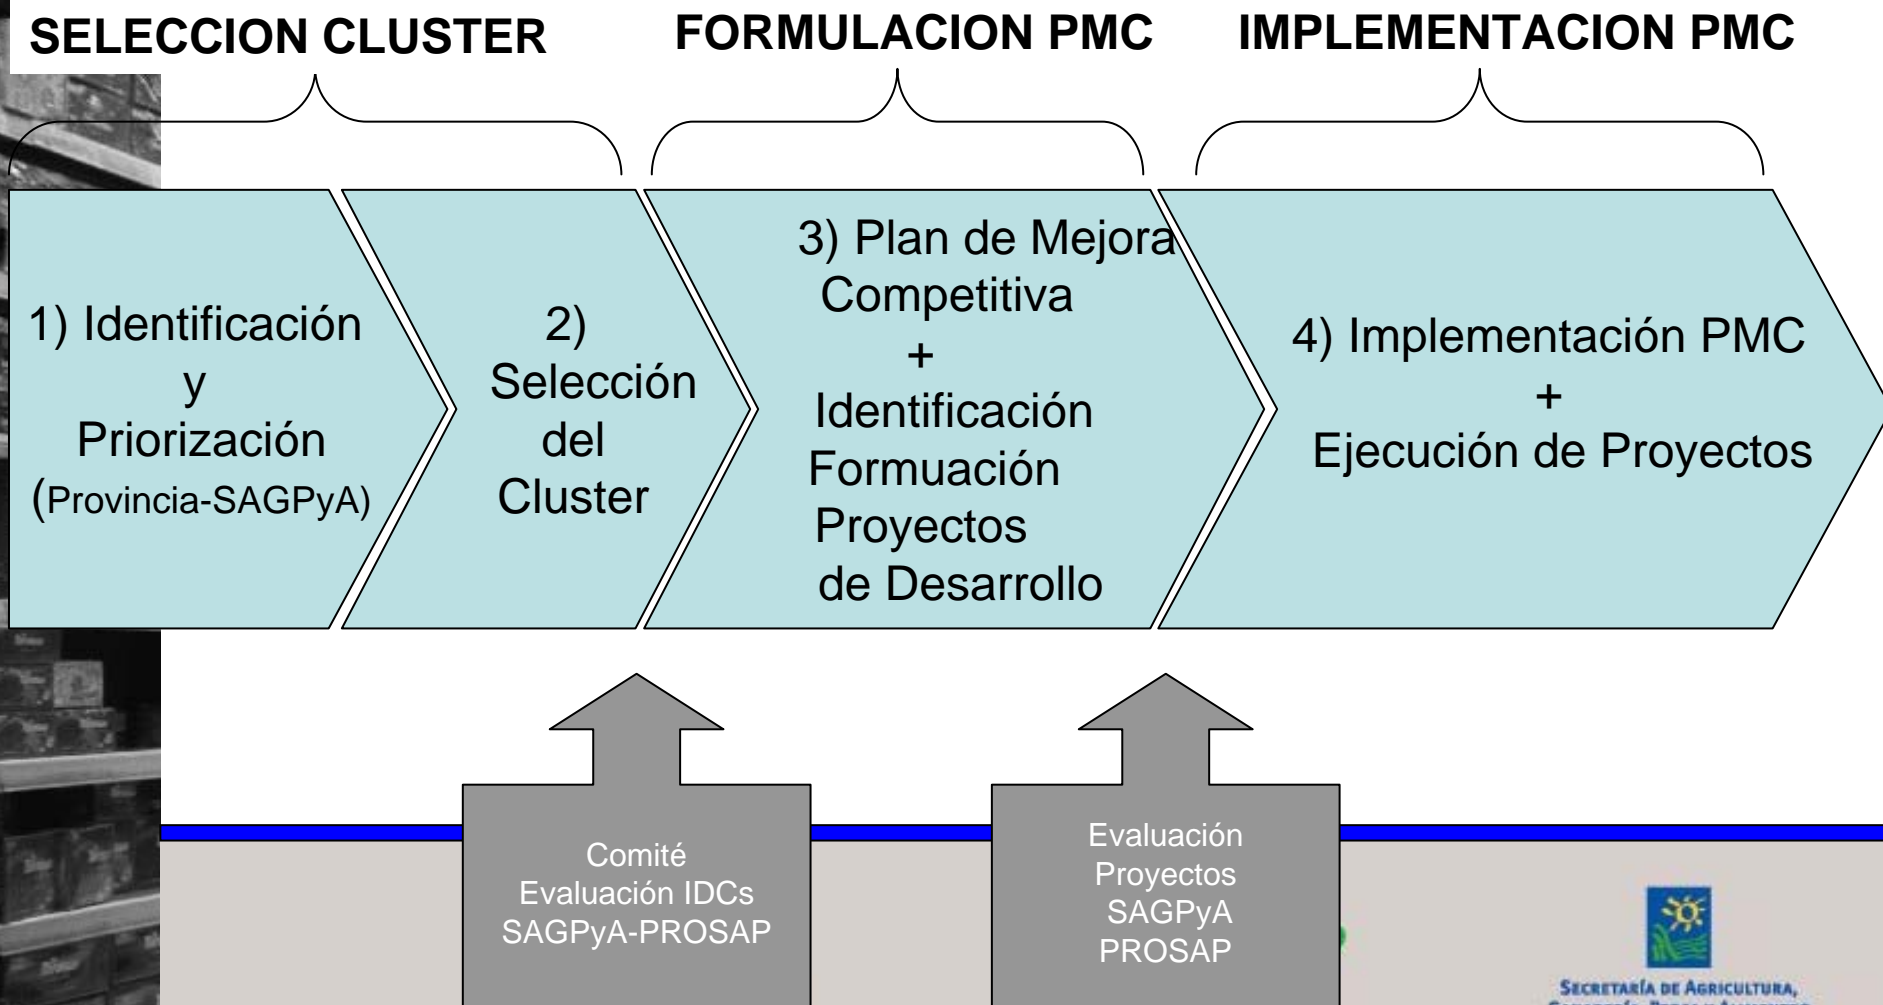 SELECCION CLUSTER
FORMULACION PMC
IMPLEMENTACION PMC
1) Identificación
y
Priorización
(Provincia-SAGPyA)
2)
Selección
del
Cluster
3) Plan de Mejora
Competitiva
+
Identificación
Formuación
Proyectos
de Desarrollo
4) Implementación PMC
+
Ejecución de Proyectos
Comité
Evaluación IDCs
SAGPyA-PROSAP
Evaluación
Proyectos
SAGPyA
PROSAP
SECRETARÍA DE AGRICULTURA,